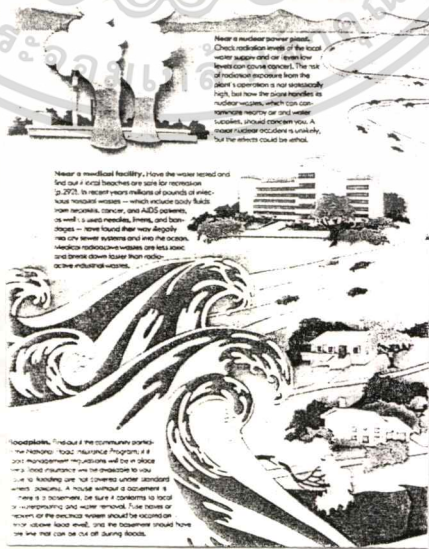 Near a nuclear power plant.
Check radiation levels of the local
water supply and air (even low
levels can cause cancer). The risk
of radiation exposure from the
plant's operation is not statistically
high, but how the plant handles its
nuclear wastes, which can con-
taminate nearby air and water
supplies, should concern you. A
major nuclear accident is unlikely,
but the effects could be lethal.
Near a medical facility. Have the water tested and
find out if local beaches are safe for recreation
(p.292). In recent years millions of pounds of infec-
tious hospital wastes — which include body fluids
from hepatitis, cancer, and AIDS patients,
as well as used needles, linens, and ban-
dages — have found their way illegally
into city sewer systems and into the ocean.
Medical radioactive wastes are less toxic
and break down faster than radio-
active industrial wastes.
Floodplain. Find out if the community partici-
the National Flood Insurance Program; if it
management regulations will be in place
flood insurance will be available to you
due to flooding are not covered under standard
policies. A house without a basement is
there is a basement, be sure it conforms to local
waterproofing and water removal. Fuse boxes or
the electrical system should be located on
above flood level, and the basement should have
line that can be cut off during floods.